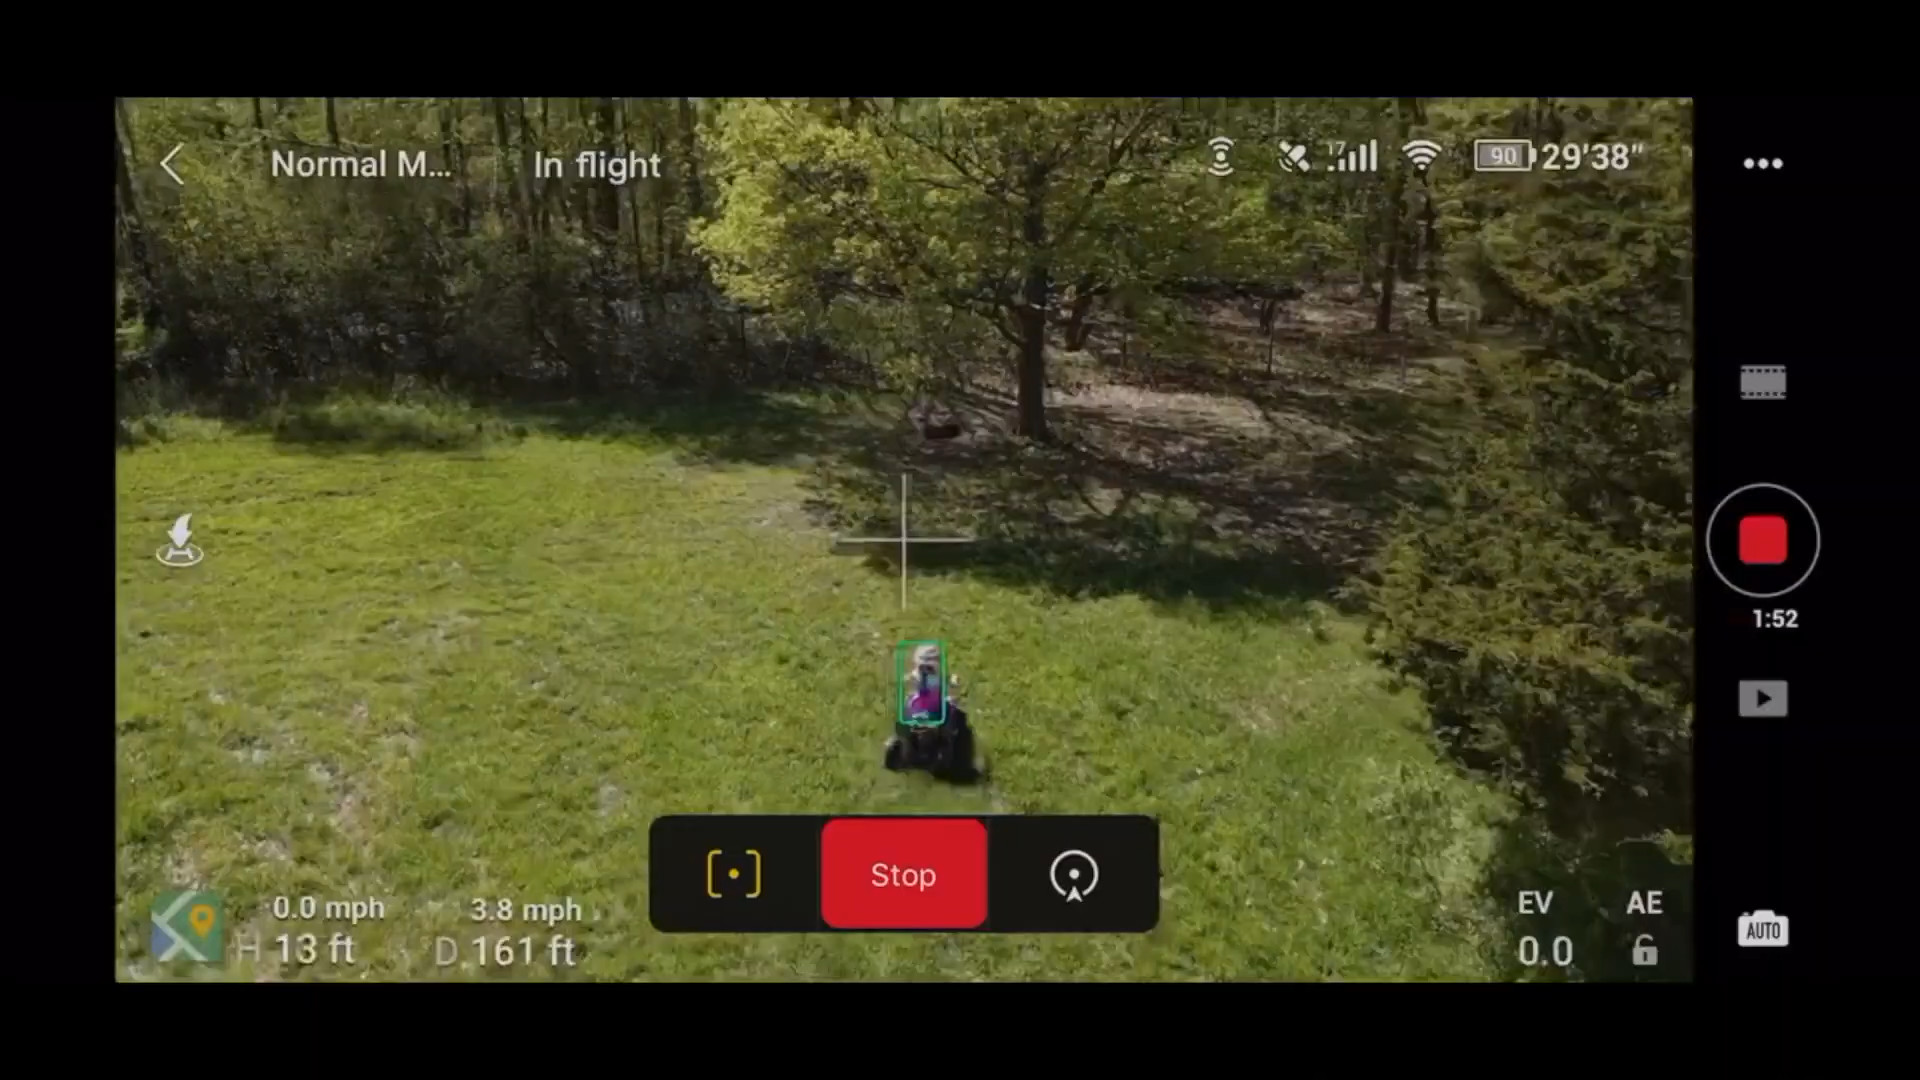 Normal M... In flight 17 90 29'38"
1:52
Stop
0.0 mph 3.8 mph
H 13 ft D 161 ft
EV AE
0.0
AUTO